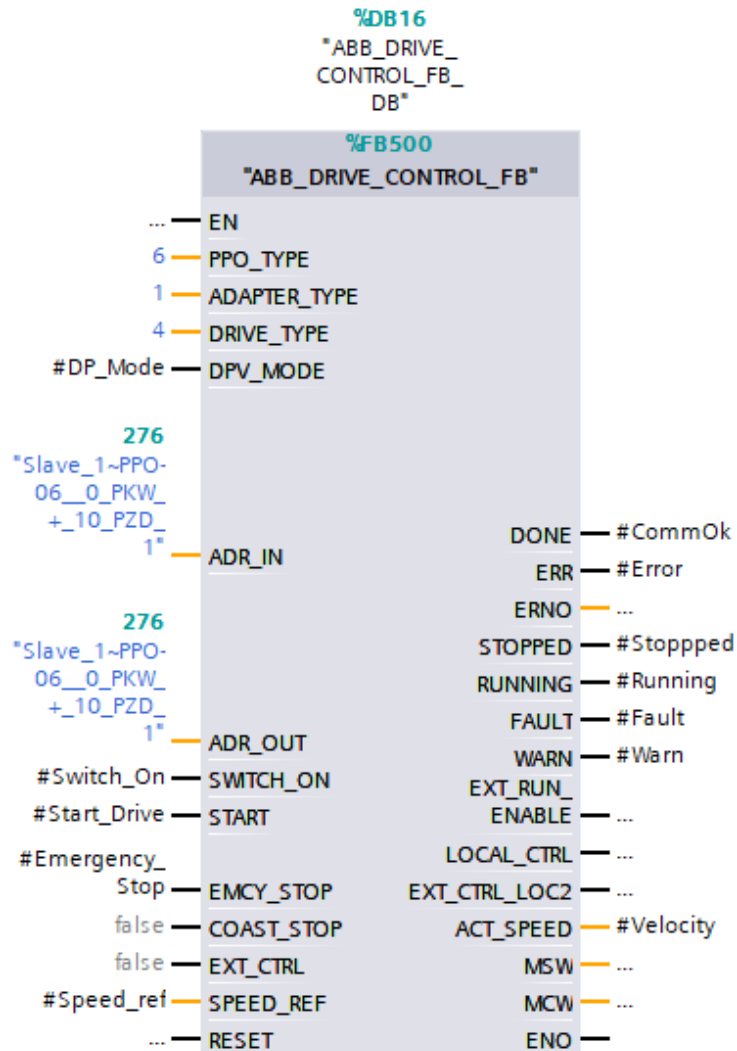 %DB16
"ABB_DRIVE_
CONTROL_FB_
DB"
%FB500
"ABB_DRIVE_CONTROL_FB"
... EN
6 PPO_TYPE
1 ADAPTER_TYPE
4 DRIVE_TYPE
#DP_Mode DPV_MODE
276
"Slave_1~PPO-
06__0_PKW_
+_10_PZD_
1" ADR_IN
276
"Slave_1~PPO-
06__0_PKW_
+_10_PZD_
1" ADR_OUT
#Switch_On SWITCH_ON
#Start_Drive START
#Emergency_
Stop EMCY_STOP
false COAST_STOP
false EXT_CTRL
#Speed_ref SPEED_REF
... RESET
DONE #CommOk
ERR #Error
ERNO ...
STOPPED #Stoppped
RUNNING #Running
FAULT #Fault
WARN #Warn
EXT_RUN_
ENABLE ...
LOCAL_CTRL ...
EXT_CTRL_LOC2 ...
ACT_SPEED #Velocity
MSW ...
MCW ...
ENO